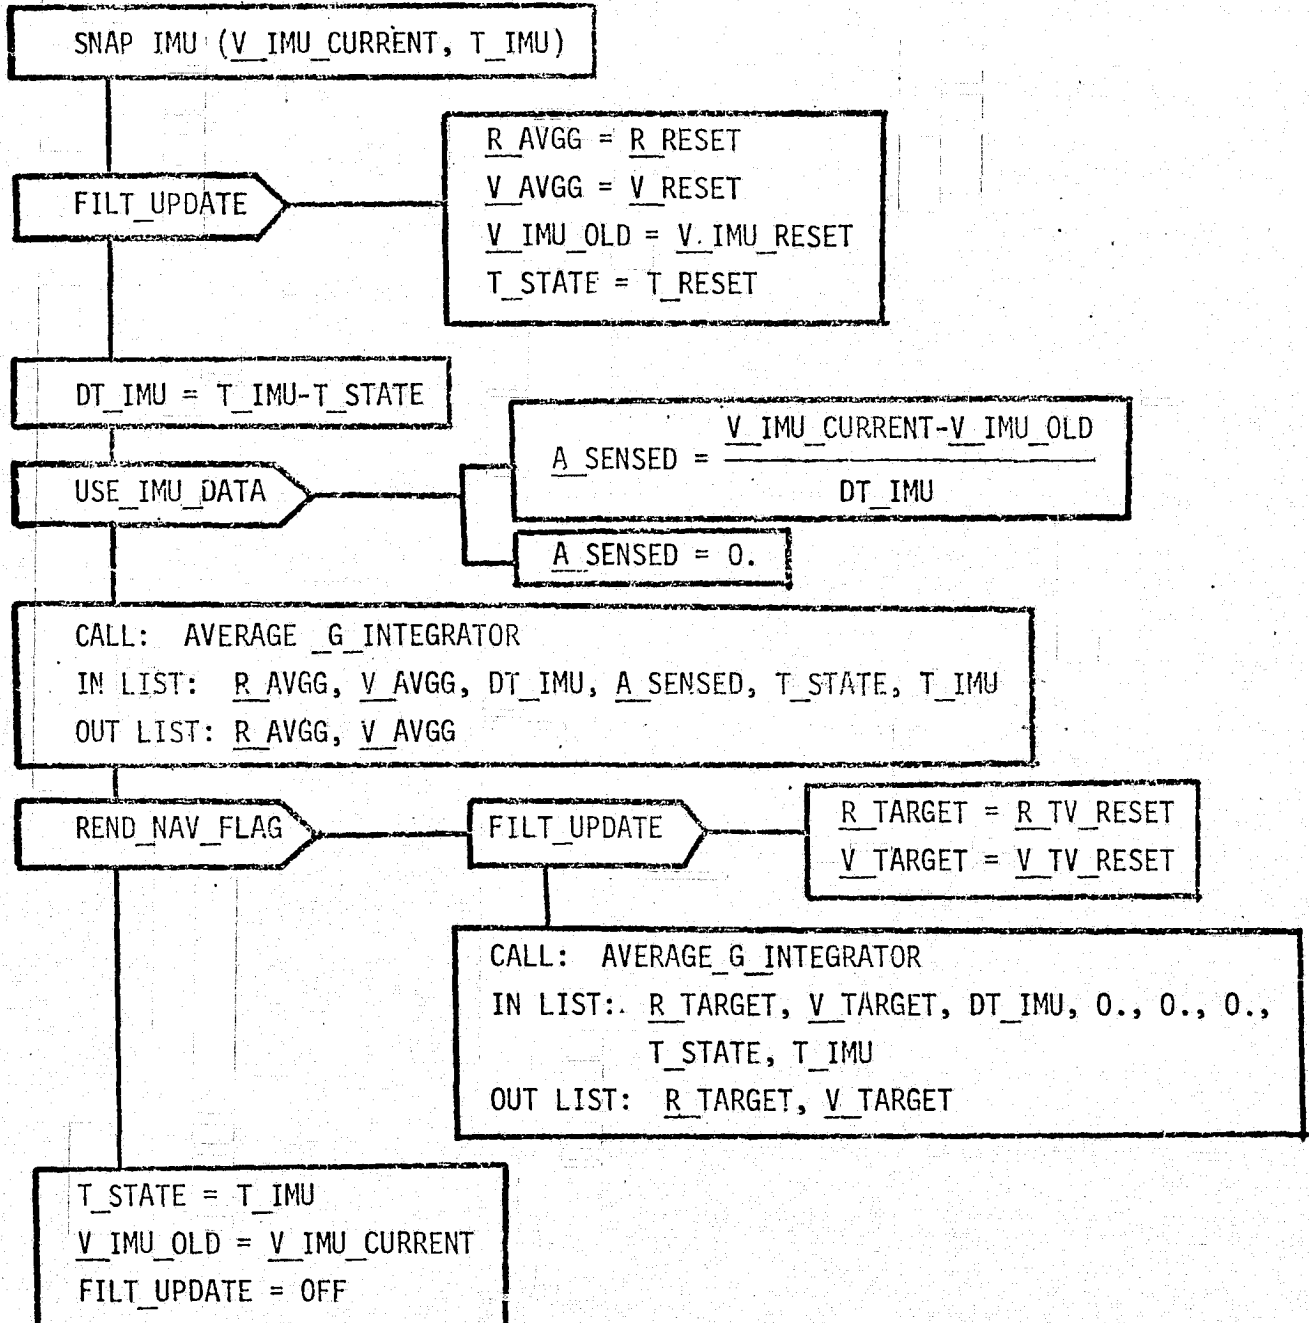 SNAP IMU (V_IMU_CURRENT, T_IMU)
FILT_UPDATE
R_AVGG = R_RESET
V_AVGG = V_RESET
V_IMU_OLD = V_IMU_RESET
T_STATE = T_RESET
DT_IMU = T_IMU-T_STATE
USE_IMU_DATA
A_SENSED = V_IMU_CURRENT-V_IMU_OLD
DT_IMU
A_SENSED = 0.
CALL: AVERAGE _G_INTEGRATOR
IN LIST: R_AVGG, V_AVGG, DT_IMU, A_SENSED, T_STATE, T_IMU
OUT LIST: R_AVGG, V_AVGG
REND_NAV_FLAG
FILT_UPDATE
R_TARGET = R_TV_RESET
V_TARGET = V_TV_RESET
CALL: AVERAGE_G_INTEGRATOR
IN LIST: R_TARGET, V_TARGET, DT_IMU, 0., 0., 0.,
T_STATE, T_IMU
OUT LIST: R_TARGET, V_TARGET
T_STATE = T_IMU
V_IMU_OLD = V_IMU_CURRENT
FILT_UPDATE = OFF